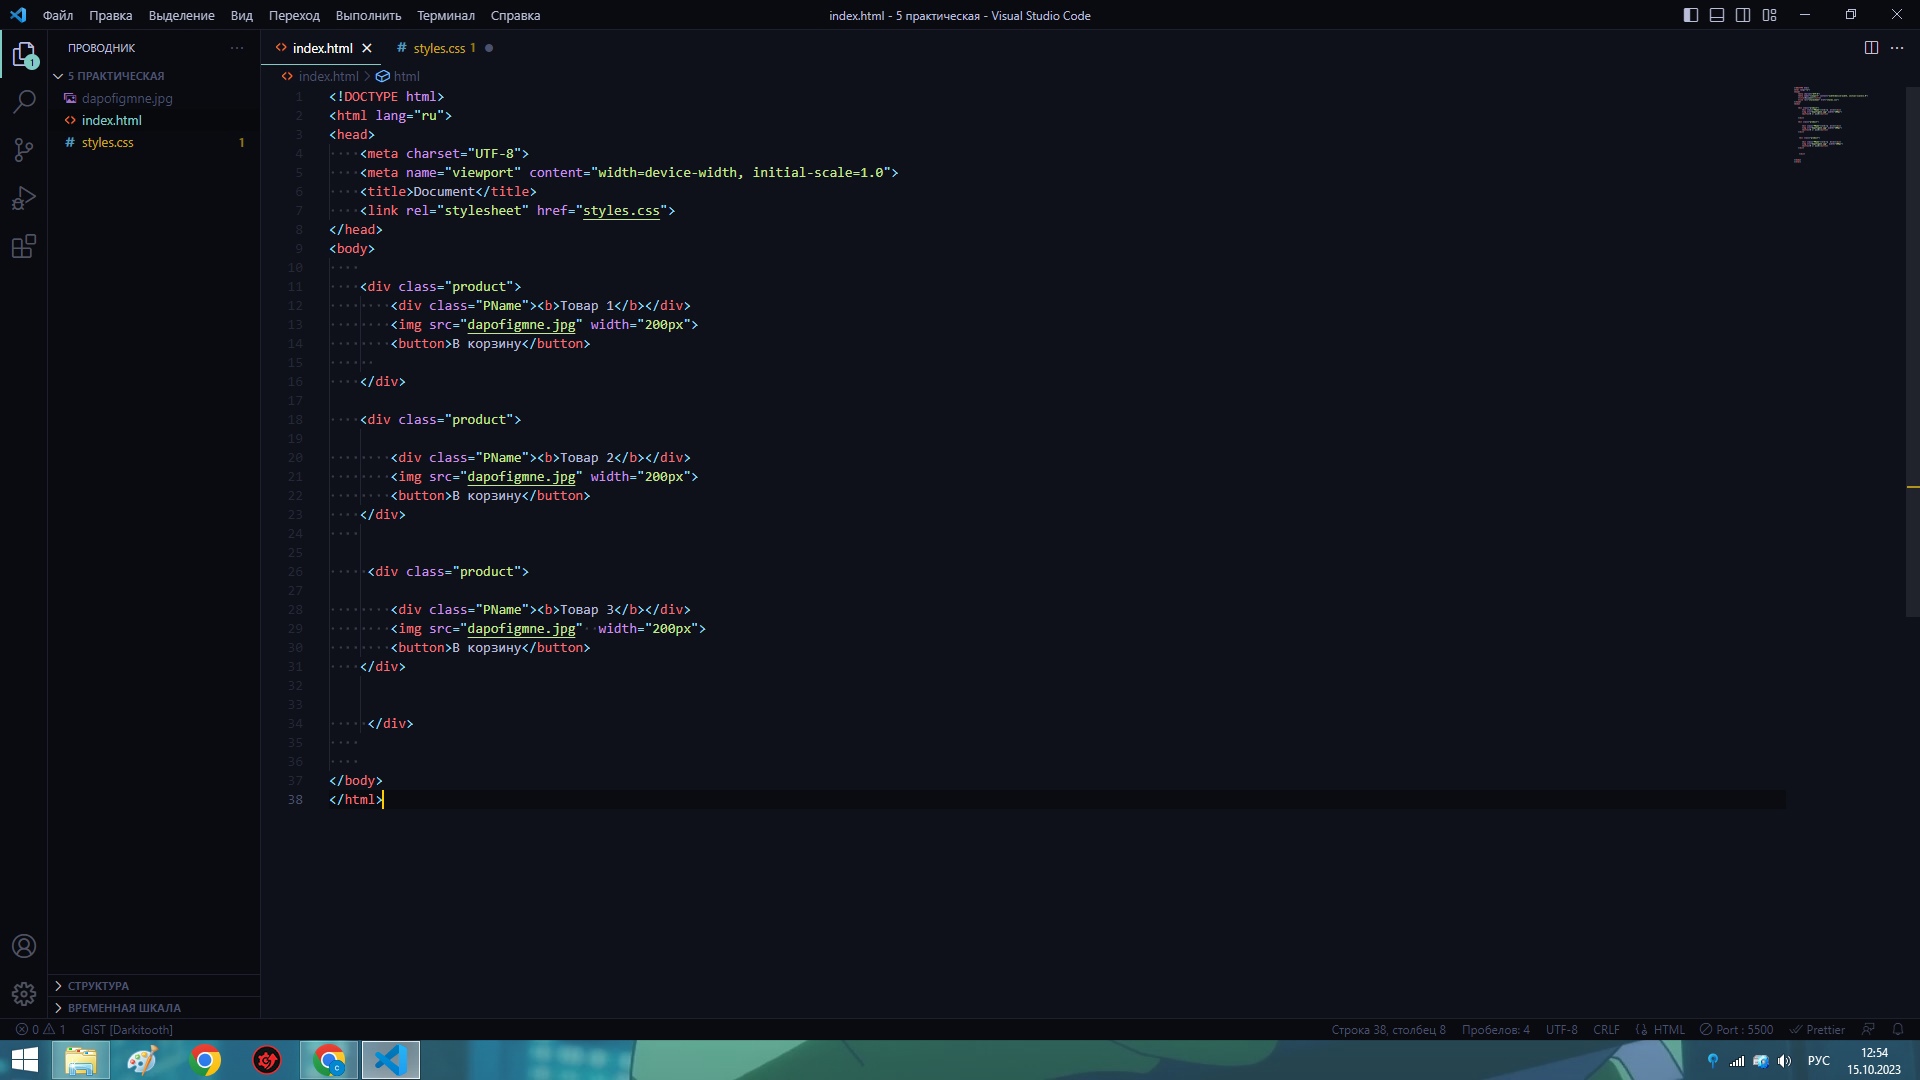 Файл Правка Выделение Вид Переход Выполнить Терминал Справка
index.html - 5 практическая - Visual Studio Code
ПРОВОДНИК
5 ПРАКТИЧЕСКАЯ
dapofigmne.jpg
index.html
styles.css 1
1
index.html
styles.css 1
index.html > html
1 <!DOCTYPE html>
2 <html lang="ru">
3 <head>
4 <meta charset="UTF-8">
5 <meta name="viewport" content="width=device-width, initial-scale=1.0">
6 <title>Document</title>
7 <link rel="stylesheet" href="styles.css">
8 </head>
9 <body>
10
11 <div class="product">
12 <div class="PName"><b>Товар 1</b></div>
13 <img src="dapofigmne.jpg" width="200px">
14 <button>В корзину</button>
15
16 </div>
17
18 <div class="product">
19
20 <div class="PName"><b>Товар 2</b></div>
21 <img src="dapofigmne.jpg" width="200px">
22 <button>В корзину</button>
23 </div>
24
25
26 <div class="product">
27
28 <div class="PName"><b>Товар 3</b></div>
29 <img src="dapofigmne.jpg"  width="200px">
30 <button>В корзину</button>
31 </div>
32
33
34 </div>
35
36
37 </body>
38 </html>
СТРУКТУРА
ВРЕМЕННАЯ ШКАЛА
0 1 GIST [Darkitooth]
Строка 38, столбец 8 Пробелов: 4 UTF-8 CRLF HTML Port : 5500 Prettier
РУС
12:54
15.10.2023